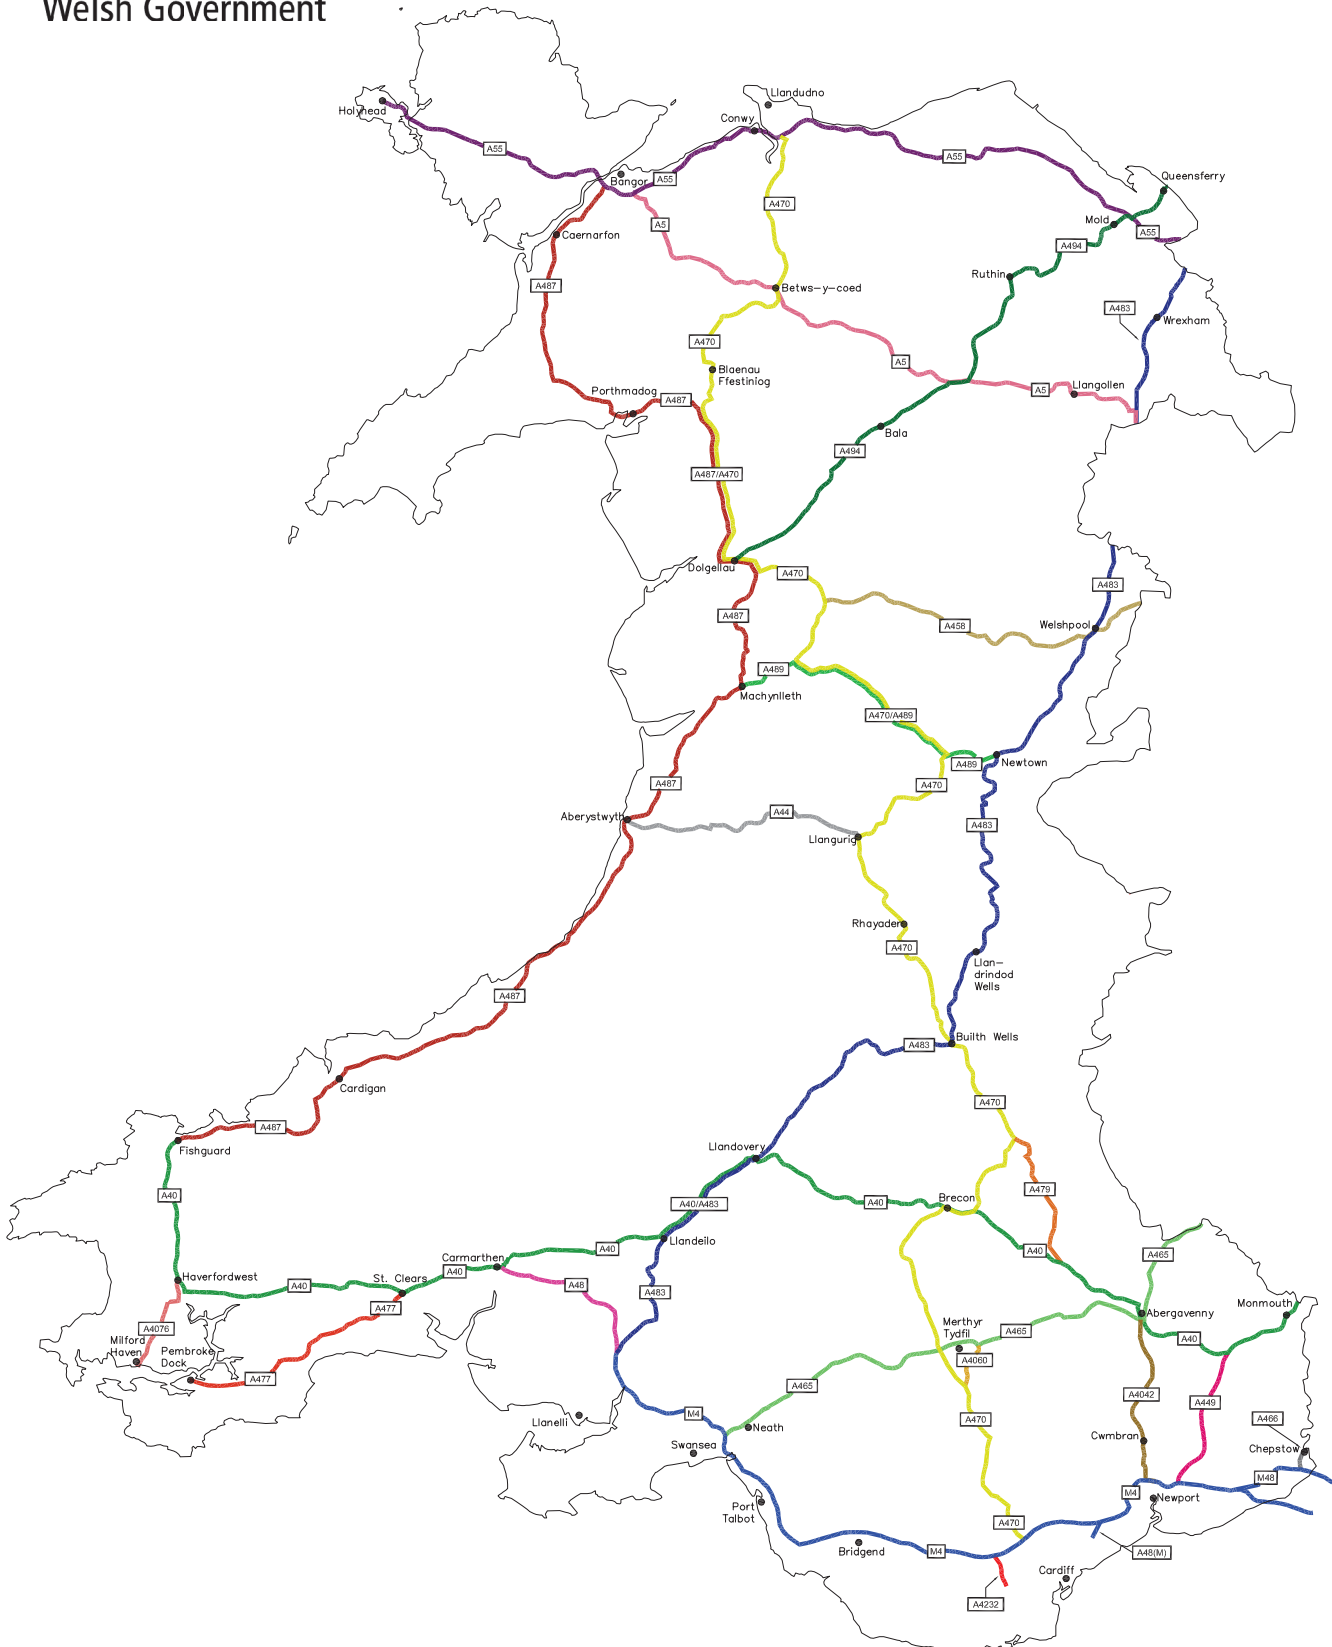 Welsh Government
Llandudno
Holyhead
Conwy
A55
A55
Queensferry
Bangor
A55
A470
Mold
A5
A55
Caernarfon
A494
Ruthin
A487
Betws-y-coed
A483
Wrexham
A470
A5
Blaenau
Ffestiniog
Porthmadog
A487
A5
Llangollen
Bala
A494
A487/A470
Dolgellau
A470
A483
A487
A458
Welshpool
A489
Machynlleth
A470/A489
A489
Newtown
A487
A470
Aberystwyth
A44
A483
Llangurig
Rhayader
A470
Llan-
drindod
Wells
A487
A483
Builth Wells
Cardigan
A470
A487
Fishguard
Llandovery
A40
A479
A40/A483
A40
Brecon
A40
Llandeilo
A40
A465
Carmarthen
A40
Haverfordwest
A40
St. Clears
A48
A483
A477
Abergavenny
Monmouth
A4076
Merthyr
Tydfil
A465
A40
Milford
Haven
Pembroke
Dock
A4060
A477
A465
A4042
A449
M4
A470
A466
Llanelli
Neath
Cwmbran
Chepstow
Swansea
M48
M4
Newport
Port
Talbot
A470
Bridgend
M4
A48(M)
Cardiff
A4232